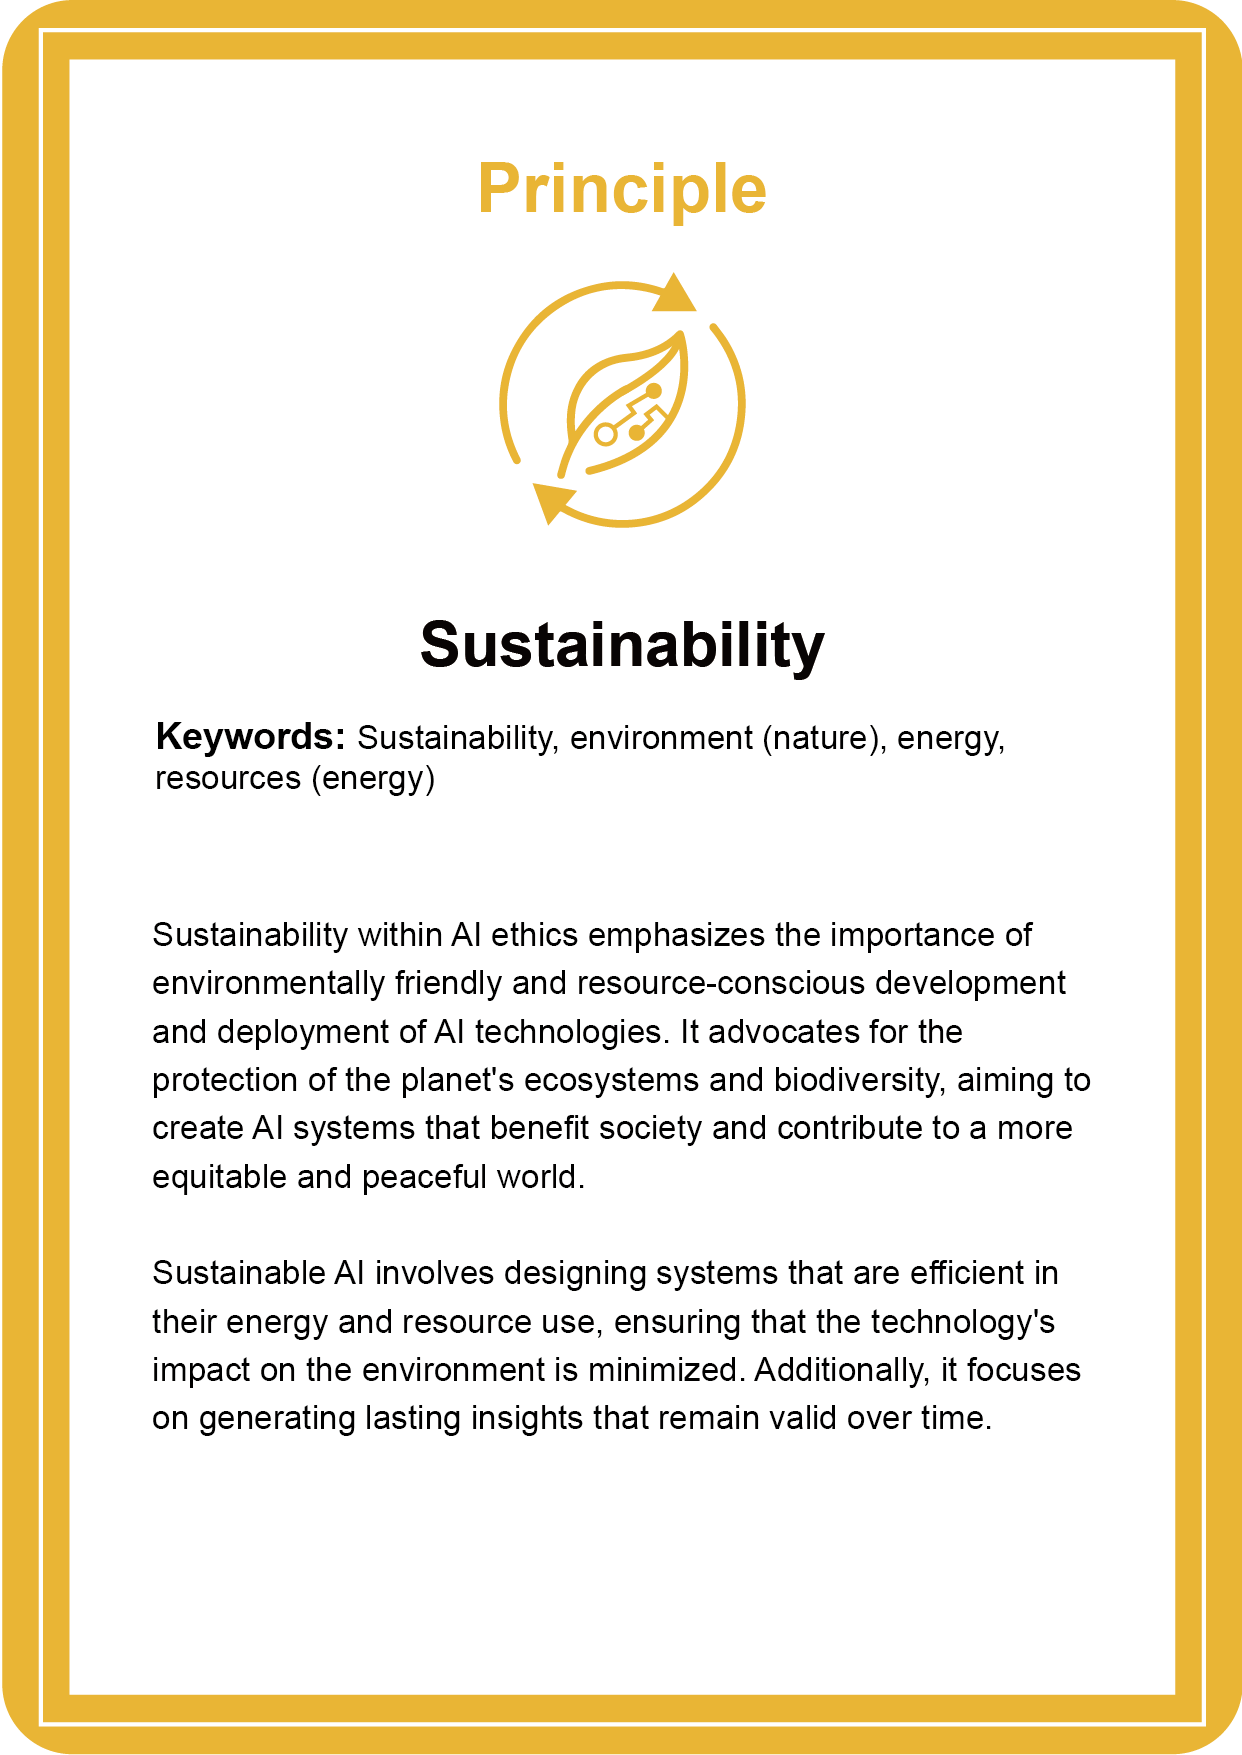 Principle
Sustainability
Keywords: Sustainability, environment (nature), energy,
resources (energy)
Sustainability within AI ethics emphasizes the importance of
environmentally friendly and resource-conscious development
and deployment of AI technologies. It advocates for the
protection of the planet's ecosystems and biodiversity, aiming to
create AI systems that benefit society and contribute to a more
equitable and peaceful world.
Sustainable AI involves designing systems that are efficient in
their energy and resource use, ensuring that the technology's
impact on the environment is minimized. Additionally, it focuses
on generating lasting insights that remain valid over time.